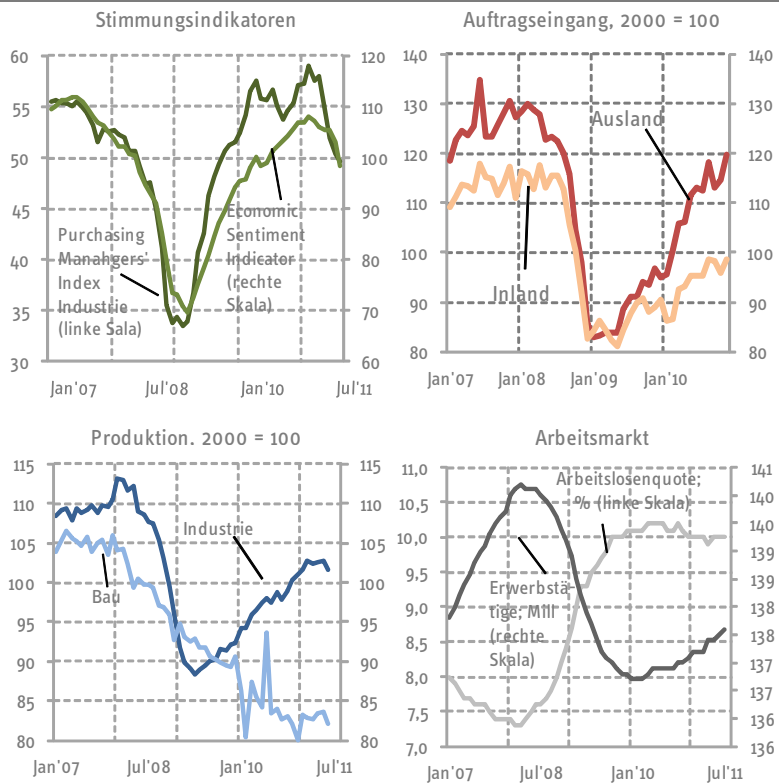 Stimmungsindikatoren
60
55
50
45
40
35
30
120
110
100
90
80
70
60
Purchasing
Manahgers'
Index
Industrie
(linke Sala)
Economic
Sentiment
Indicator
(rechte
Skala)
Jan'07
Jul'08
Jan'10
Jul'11
Auftragseingang, 2000 = 100
140
130
120
110
100
90
80
140
130
120
110
100
90
80
Ausland
Inland
Jan'07
Jan'08
Jan'09
Jan'10
Produktion. 2000 = 100
115
110
105
100
95
90
85
80
115
110
105
100
95
90
85
80
Industrie
Bau
Jan'07
Jul'08
Jan'10
Jul'11
Arbeitsmarkt
11,0
10,5
10,0
9,5
9,0
8,5
8,0
7,5
7,0
141
140
140
139
139
138
138
137
137
136
136
Arbeitslosenquote;
% (linke Skala)
Erwerbstä-
tige; Mill
(rechte
Skala)
Jan'07
Jul'08
Jan'10
Jul'11